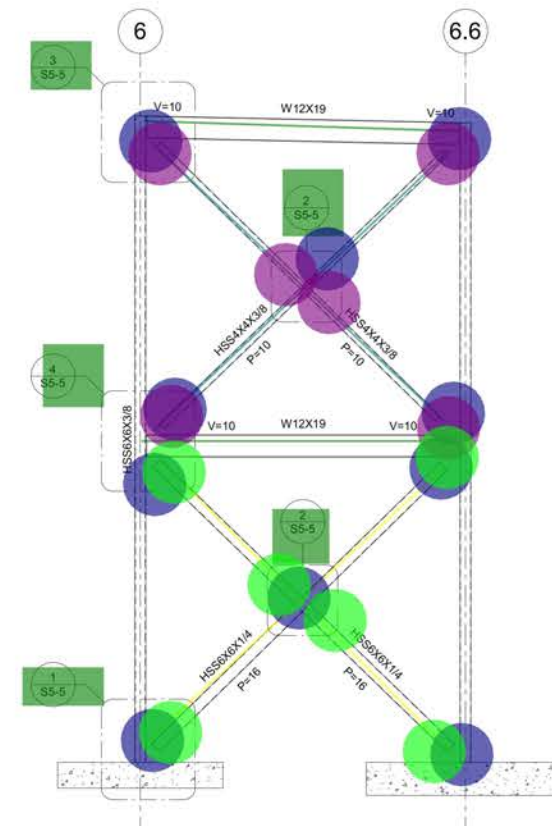 6
6.6
3
S5-5
V=10
W12X19
V=10
2
S5-5
HSS4X4X3/8
P=10
HSS4X4X3/8
P=10
4
S5-5
HSS6X6X3/8
V=10
W12X19
V=10
2
S5-5
HSS6X6X1/4
P=16
HSS6X6X1/4
P=16
1
S5-5